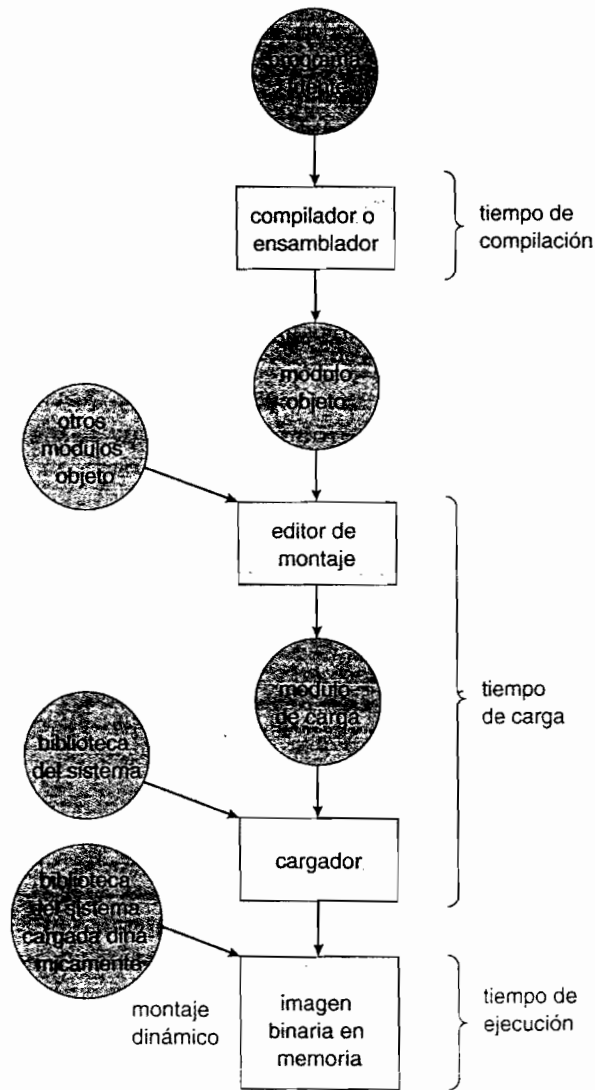 programa
fuente
compilador o
ensamblador
tiempo de
compilación
módulo
objeto
otros
módulos
objeto
editor de
montaje
módulo
de carga
tiempo
de carga
biblioteca
del sistema
cargador
biblioteca
del sistema
cargada diná
micamente
montaje
dinámico
imagen
binaria en
memoria
tiempo de
ejecución